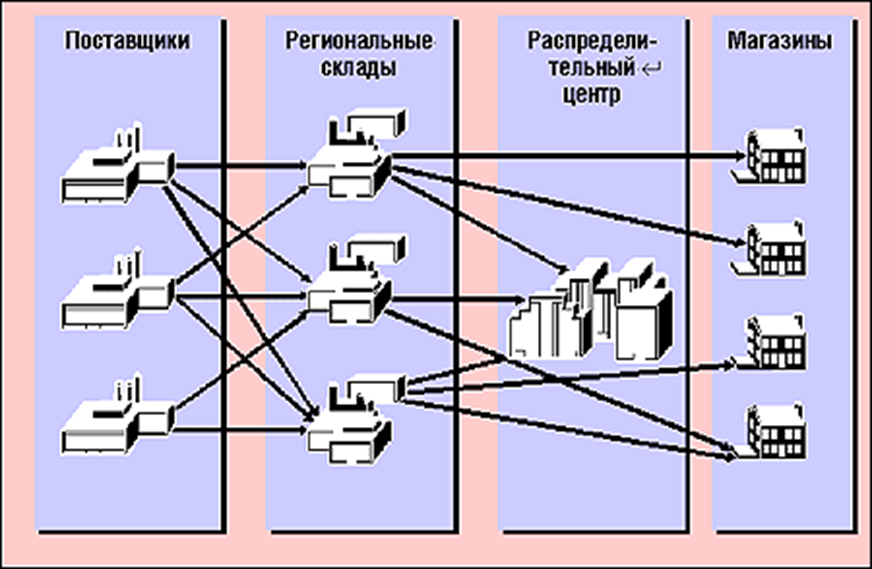 Поставщики
Региональные
склады
Распредели-
тельный ↵
центр
Магазины